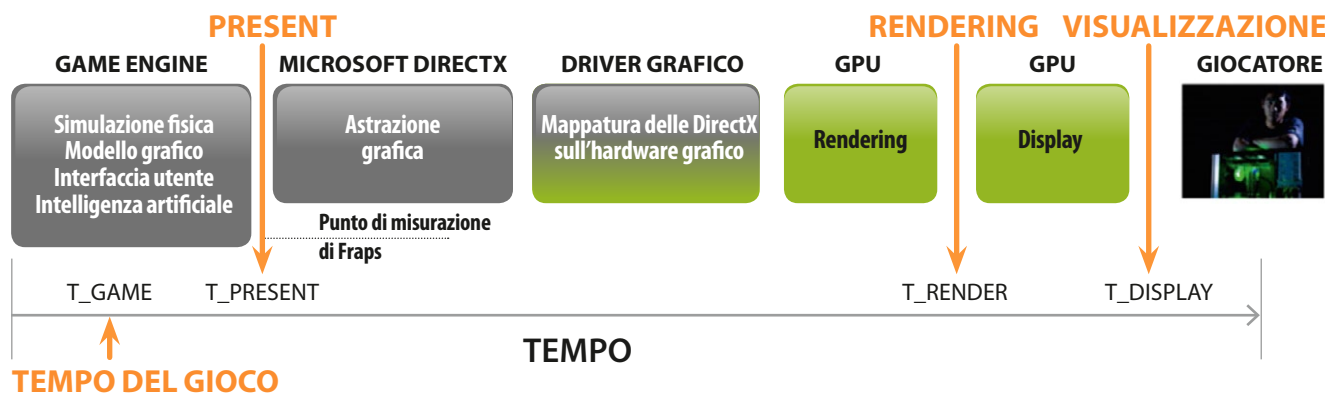 PRESENT
RENDERING
VISUALIZZAZIONE
GAME ENGINE
MICROSOFT DIRECTX
DRIVER GRAFICO
GPU
GPU
GIOCATORE
Simulazione fisica
Modello grafico
Interfaccia utente
Intelligenza artificiale
Astrazione
grafica
Mappatura delle DirectX
sull'hardware grafico
Rendering
Display
Punto di misurazione
di Fraps
T_GAME
T_PRESENT
T_RENDER
T_DISPLAY
TEMPO
TEMPO DEL GIOCO